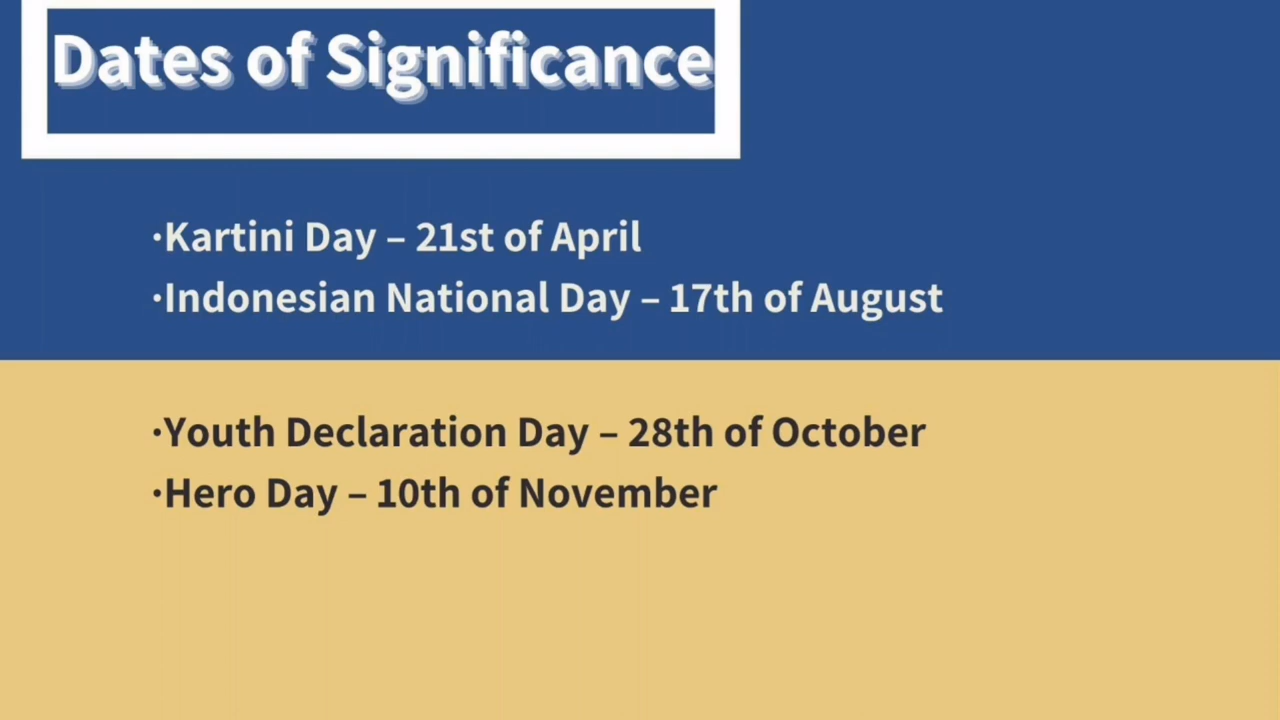 Dates of Significance
·Kartini Day – 21st of April
·Indonesian National Day – 17th of August
·Youth Declaration Day – 28th of October
·Hero Day – 10th of November